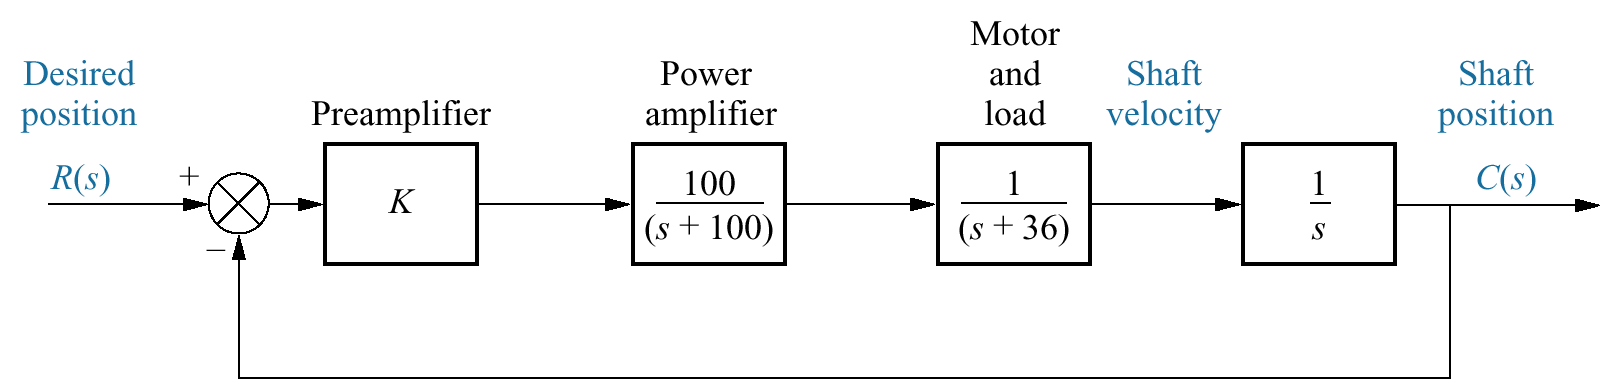 Desired
position
R(s)
+
−
Preamplifier
K
Power
amplifier
100
(s + 100)
Motor
and
load
1
(s + 36)
Shaft
velocity
1
s
Shaft
position
C(s)